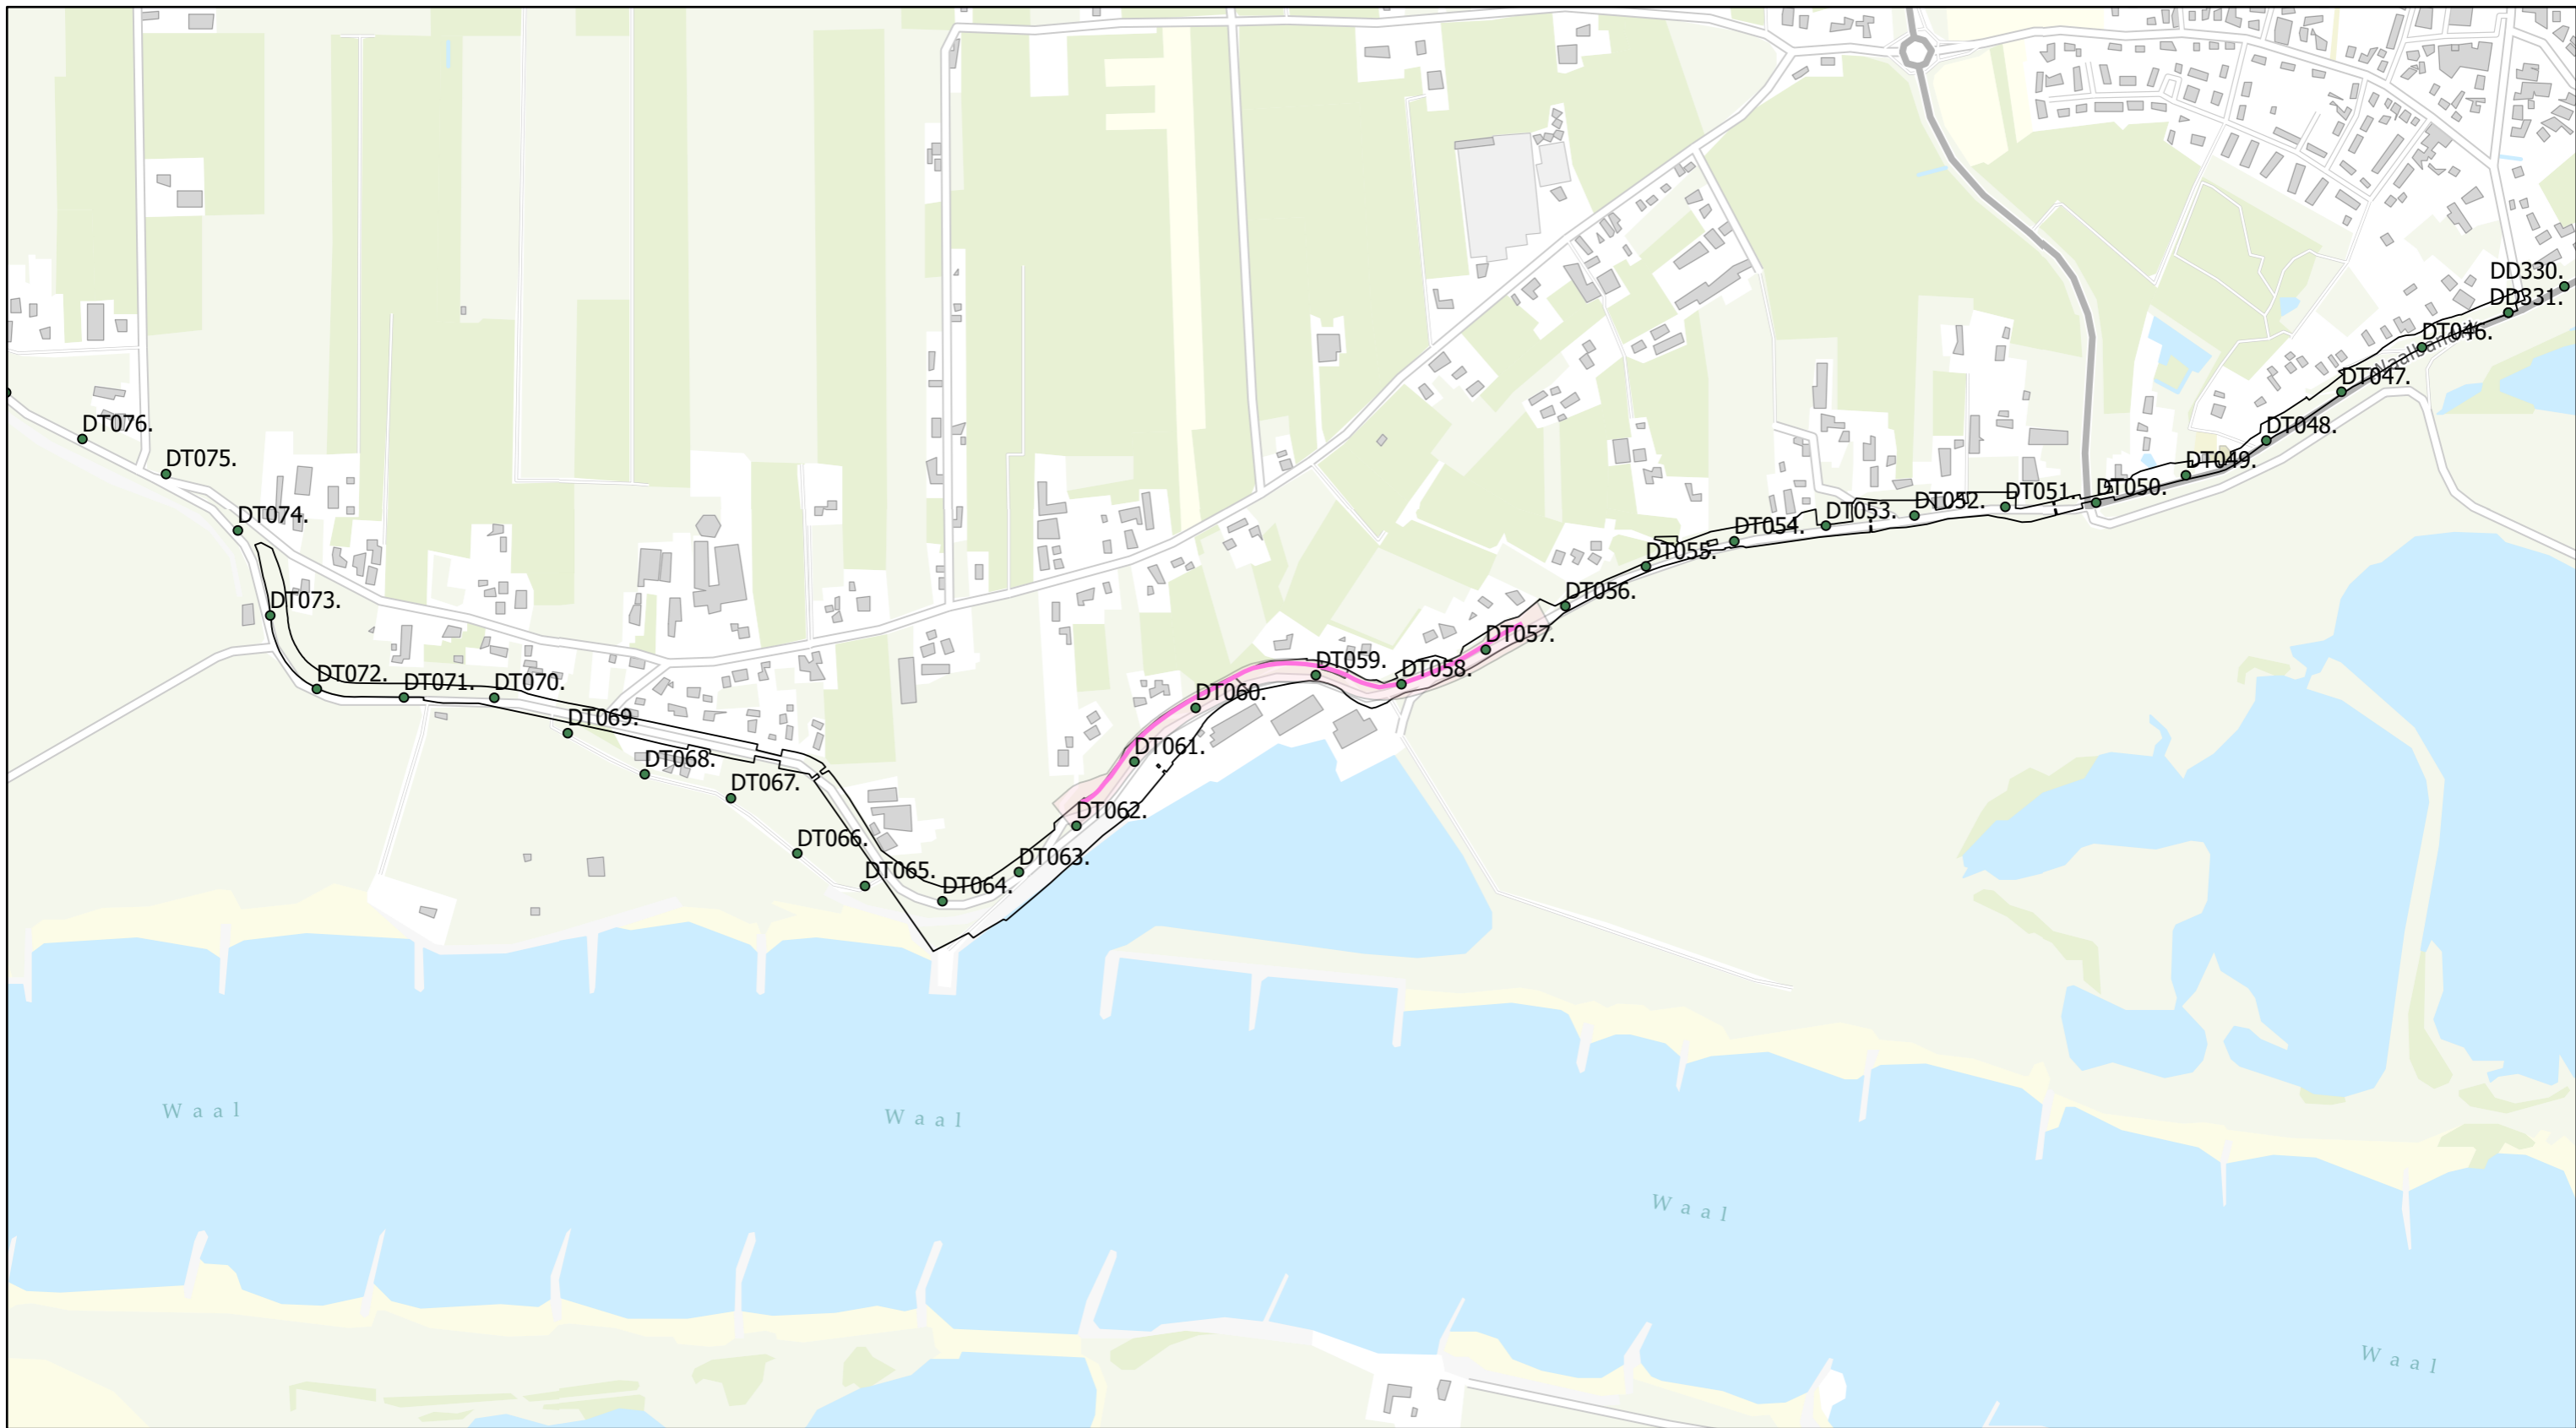 DD330.
DD331.
DT046.
DT047.
DT048.
DT049.
DT050.
DT051.
DT052.
DT053.
DT054.
DT055.
DT056.
DT057.
DT058.
DT059.
DT060.
DT061.
DT062.
DT063.
DT064.
DT065.
DT066.
DT067.
DT068.
DT069.
DT070.
DT071.
DT072.
DT073.
DT074.
DT075.
DT076.
Waal
Waal
Waal
Waal